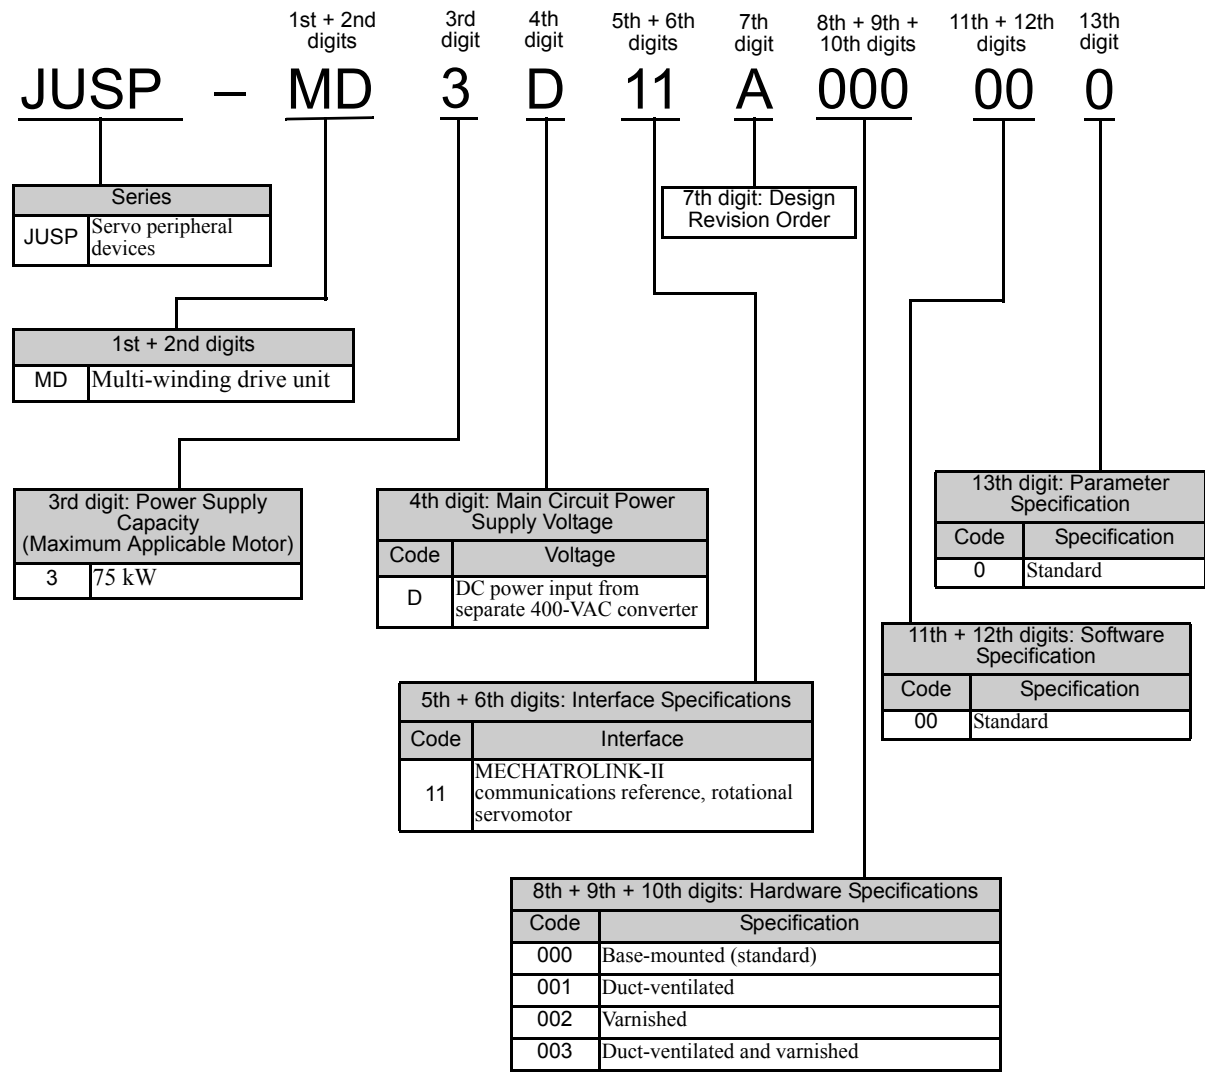 1st + 2nd digits
3rd digit
4th digit
5th + 6th digits
7th digit
8th + 9th + 10th digits
11th + 12th digits
13th digit
JUSP – MD 3 D 11 A 000 00 0
Series
JUSP Servo peripheral devices
7th digit: Design
Revision Order
1st + 2nd digits
MD Multi-winding drive unit
3rd digit: Power Supply
Capacity
(Maximum Applicable Motor)
3 75 kW
4th digit: Main Circuit Power
Supply Voltage
Code Voltage
D DC power input from separate 400-VAC converter
13th digit: Parameter
Specification
Code Specification
0 Standard
11th + 12th digits: Software
Specification
Code Specification
00 Standard
5th + 6th digits: Interface Specifications
Code Interface
11 MECHATROLINK-II communications reference, rotational servomotor
8th + 9th + 10th digits: Hardware Specifications
Code Specification
000 Base-mounted (standard)
001 Duct-ventilated
002 Varnished
003 Duct-ventilated and varnished